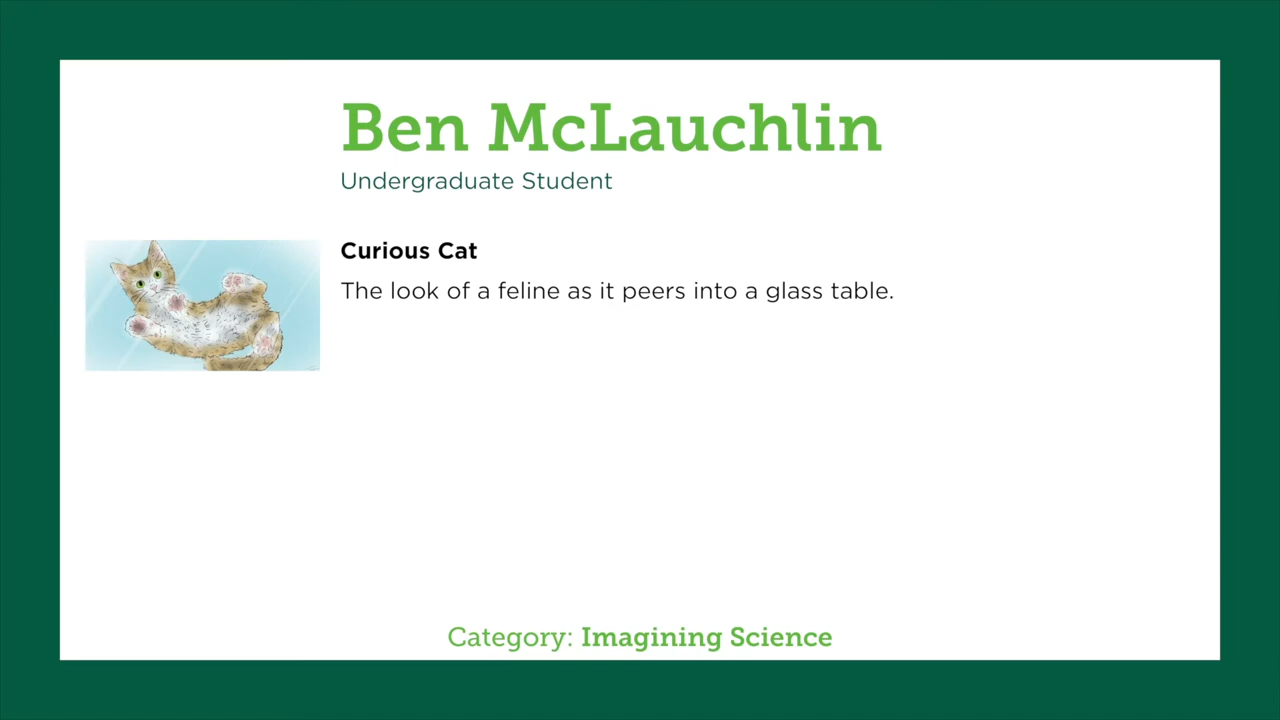 Ben McLauchlin
Undergraduate Student
Curious Cat
The look of a feline as it peers into a glass table.
Category: Imagining Science